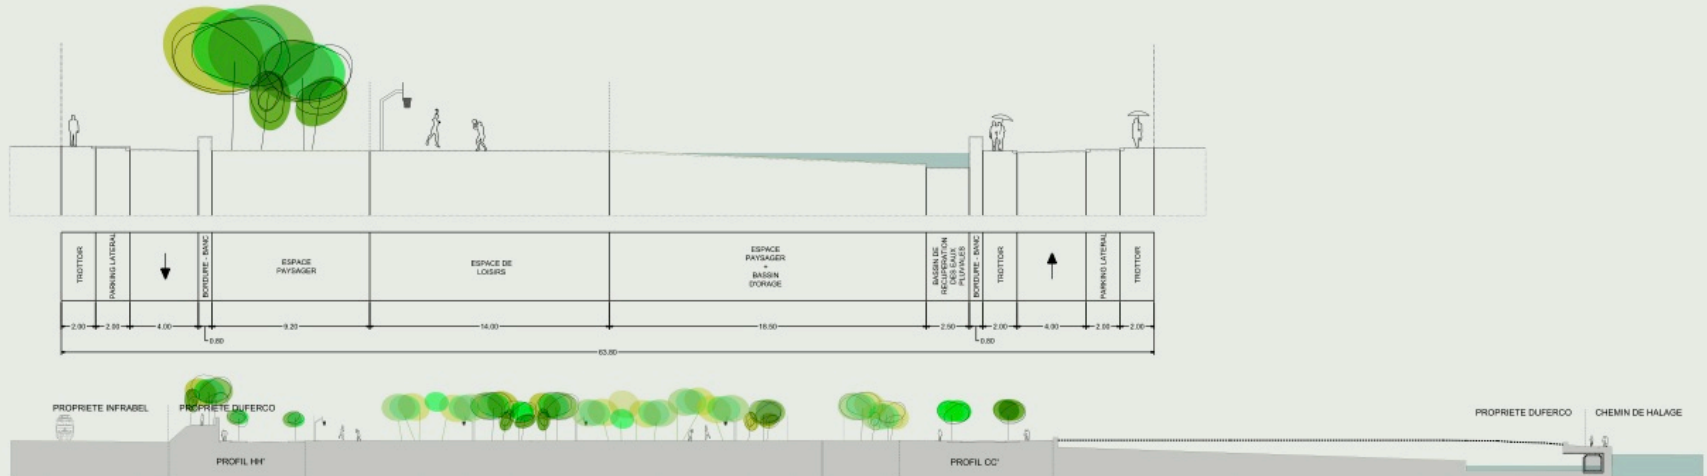 TROTTOIR
PARKING LATERAL
BORDURE - BANC
ESPACE
PAYSAGER
ESPACE DE
LOISIRS
ESPACE
PAYSAGER
+
BASSIN
D'ORAGE
BASSIN DE
RECUPERATION
DES EAUX
PLUVIALES
BORDURE - BANC
TROTTOIR
PARKING LATERAL
TROTTOIR
2.00
2.00
4.00
0.80
9.20
14.00
18.50
2.50
0.80
2.00
4.00
2.00
2.00
63.80
PROPRIETE INFRABEL
PROPRIETE DUFERCO
PROPRIETE DUFERCO
CHEMIN DE HALAGE
PROFIL HH'
PROFIL CC'